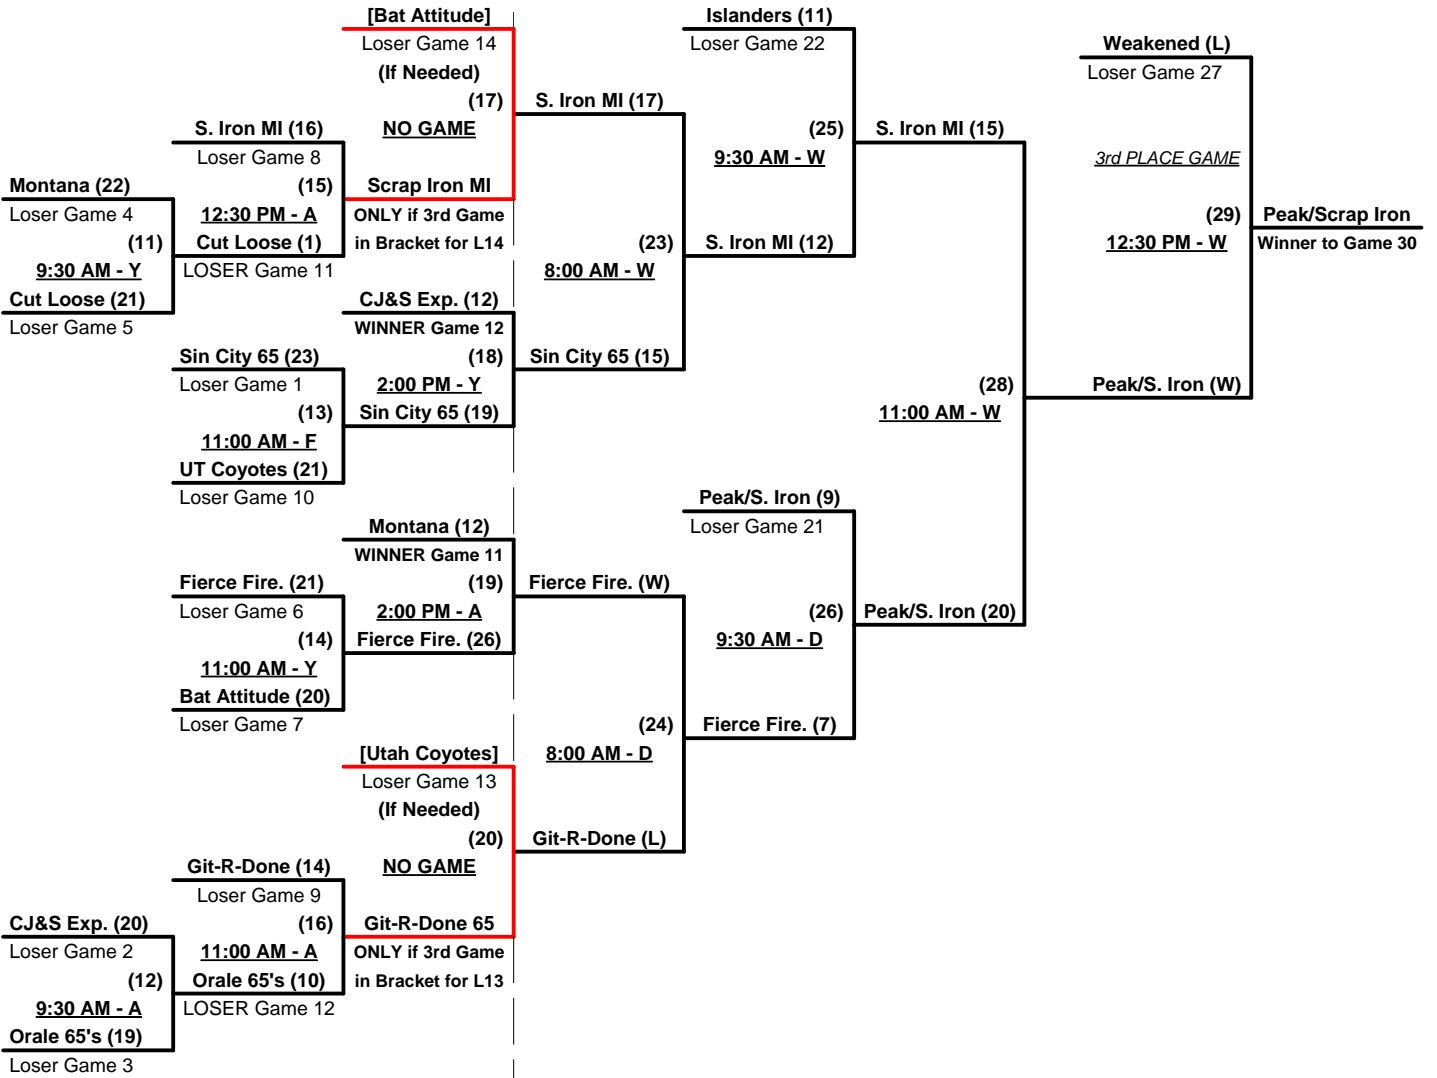 [Bat Attitude]
Loser Game 14
(If Needed)
(17)
NO GAME
Scrap Iron MI
ONLY if 3rd Game
in Bracket for L14
S. Iron MI (16)
Loser Game 8
(15)
12:30 PM - A
Cut Loose (1)
LOSER Game 11
Montana (22)
Loser Game 4
(11)
9:30 AM - Y
Cut Loose (21)
Loser Game 5
CJ&S Exp. (12)
WINNER Game 12
(18)
2:00 PM - Y
Sin City 65 (19)
Sin City 65 (23)
Loser Game 1
(13)
11:00 AM - F
UT Coyotes (21)
Loser Game 10
Montana (12)
WINNER Game 11
(19)
2:00 PM - A
Fierce Fire. (26)
Fierce Fire. (21)
Loser Game 6
(14)
11:00 AM - Y
Bat Attitude (20)
Loser Game 7
[Utah Coyotes]
Loser Game 13
(If Needed)
(20)
NO GAME
Git-R-Done 65
ONLY if 3rd Game
in Bracket for L13
Git-R-Done (14)
Loser Game 9
(16)
11:00 AM - A
Orale 65's (10)
LOSER Game 12
CJ&S Exp. (20)
Loser Game 2
(12)
9:30 AM - A
Orale 65's (19)
Loser Game 3
S. Iron MI (17)
(23)
8:00 AM - W
Sin City 65 (15)
Fierce Fire. (W)
(24)
8:00 AM - D
Git-R-Done (L)
Islanders (11)
Loser Game 22
(25)
9:30 AM - W
S. Iron MI (12)
Peak/S. Iron (9)
Loser Game 21
(26)
9:30 AM - D
Fierce Fire. (7)
S. Iron MI (15)
(28)
11:00 AM - W
Peak/S. Iron (20)
Weakened (L)
Loser Game 27
3rd PLACE GAME
(29)
12:30 PM - W
Peak/S. Iron (W)
Peak/Scrap Iron
Winner to Game 30